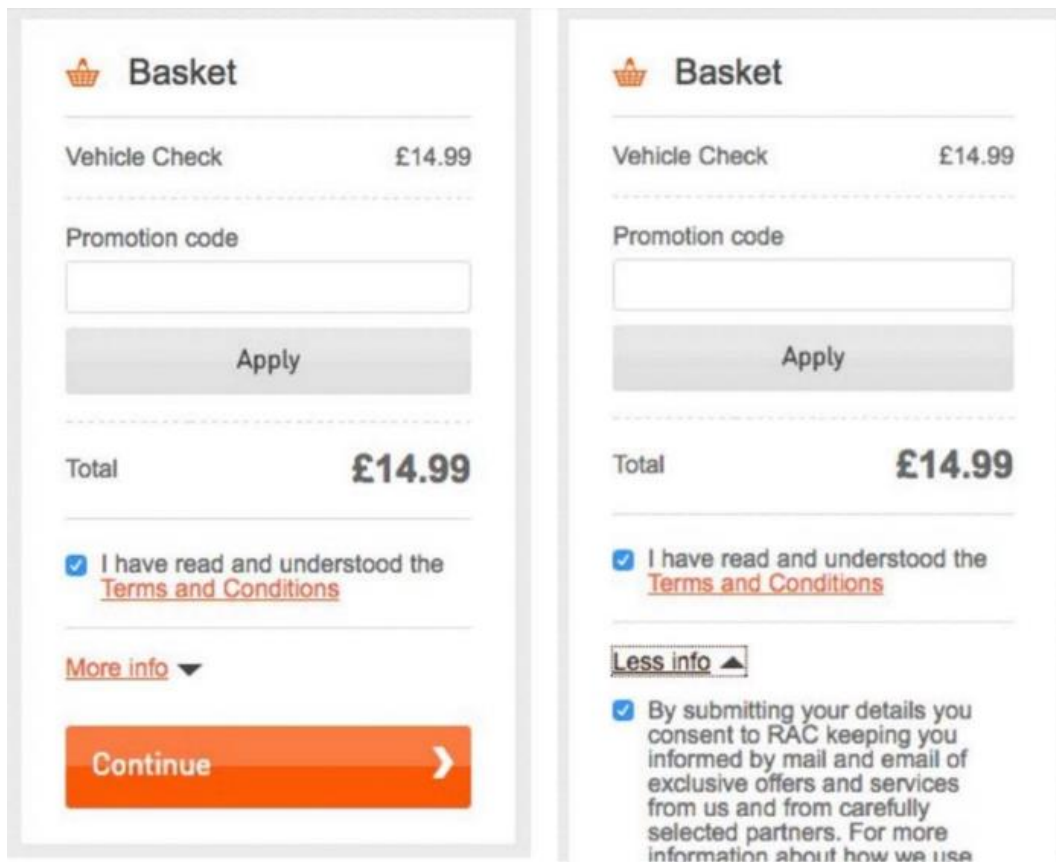 Basket
Vehicle Check £14.99
Promotion code
Apply
Total £14.99
I have read and understood the
Terms and Conditions
More info
Continue
Basket
Vehicle Check £14.99
Promotion code
Apply
Total £14.99
I have read and understood the
Terms and Conditions
Less info
By submitting your details you
consent to RAC keeping you
informed by mail and email of
exclusive offers and services
from us and from carefully
selected partners. For more
information about how we use